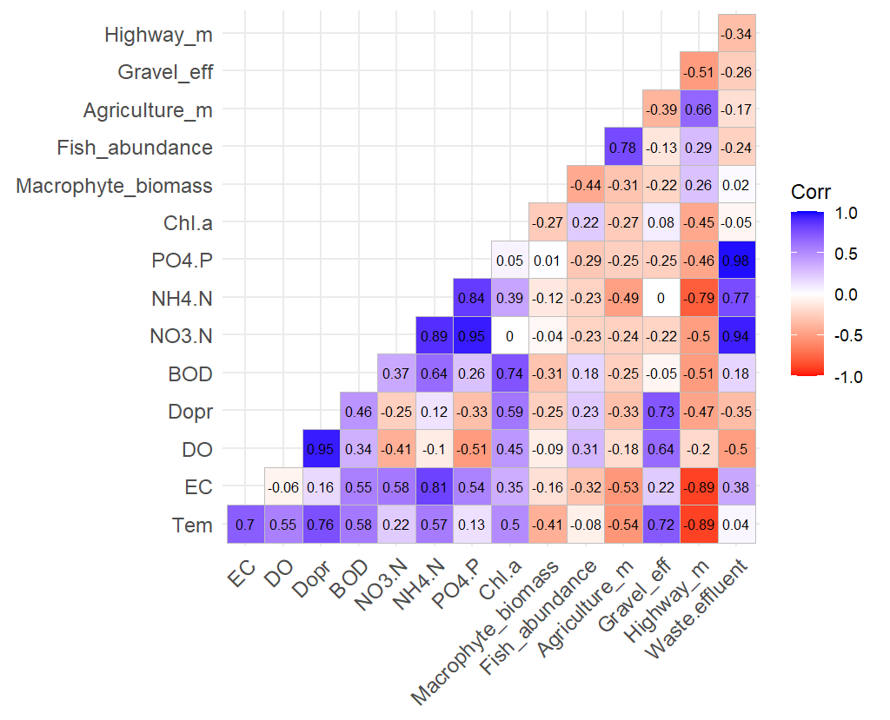 Highway_m -0.34
Gravel_eff -0.51 -0.26
Agriculture_m -0.39 0.66 -0.17
Fish_abundance 0.78 -0.13 0.29 -0.24
Macrophyte_biomass -0.44 -0.31 -0.22 0.26 0.02
Chl.a -0.27 0.22 -0.27 0.08 -0.45 -0.05
PO4.P 0.05 0.01 -0.29 -0.25 -0.25 -0.46 0.98
NH4.N 0.84 0.39 -0.12 -0.23 -0.49 0 -0.79 0.77
NO3.N 0.89 0.95 0 -0.04 -0.23 -0.24 -0.22 -0.5 0.94
BOD 0.37 0.64 0.26 0.74 -0.31 0.18 -0.25 -0.05 -0.51 0.18
Dopr 0.46 -0.25 0.12 -0.33 0.59 -0.25 0.23 -0.33 0.73 -0.47 -0.35
DO 0.95 0.34 -0.41 -0.1 -0.51 0.45 -0.09 0.31 -0.18 0.64 -0.2 -0.5
EC -0.06 0.16 0.55 0.58 0.81 0.54 0.35 -0.16 -0.32 -0.53 0.22 -0.89 0.38
Tem 0.7 0.55 0.76 0.58 0.22 0.57 0.13 0.5 -0.41 -0.08 -0.54 0.72 -0.89 0.04
EC
DO
Dopr
BOD
NO3.N
NH4.N
PO4.P
Chl.a
Macrophyte_biomass
Fish_abundance
Agriculture_m
Gravel_eff
Highway_m
Waste.effluent
Corr
1.0
0.5
0.0
-0.5
-1.0